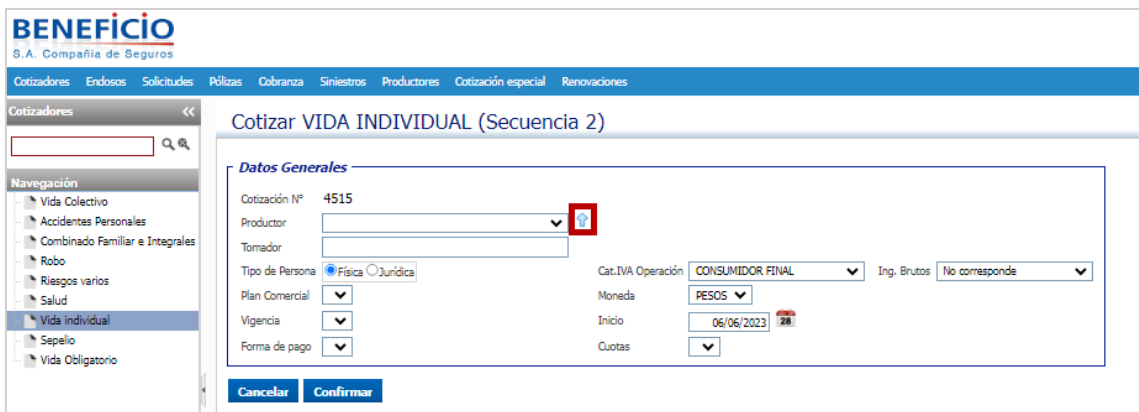 BENEFICIO
S.A. Compañia de Seguros
Cotizadores Endosos Solicitudes Pólizas Cobranza Siniestros Productores Cotización especial Renovaciones
Cotizadores <<
Cotizar VIDA INDIVIDUAL (Secuencia 2)
Navegación
Vida Colectivo
Accidentes Personales
Combinado Familiar e Integrales
Robo
Riesgos varios
Salud
Vida individual
Sepelio
Vida Obligatorio
Datos Generales
Cotización N° 4515
Productor
Tomador
Tipo de Persona Física Jurídica Cat.IVA Operación CONSUMIDOR FINAL Ing. Brutos No corresponde
Plan Comercial Moneda PESOS
Vigencia Inicio 06/06/2023 28
Forma de pago Cuotas
Cancelar Confirmar